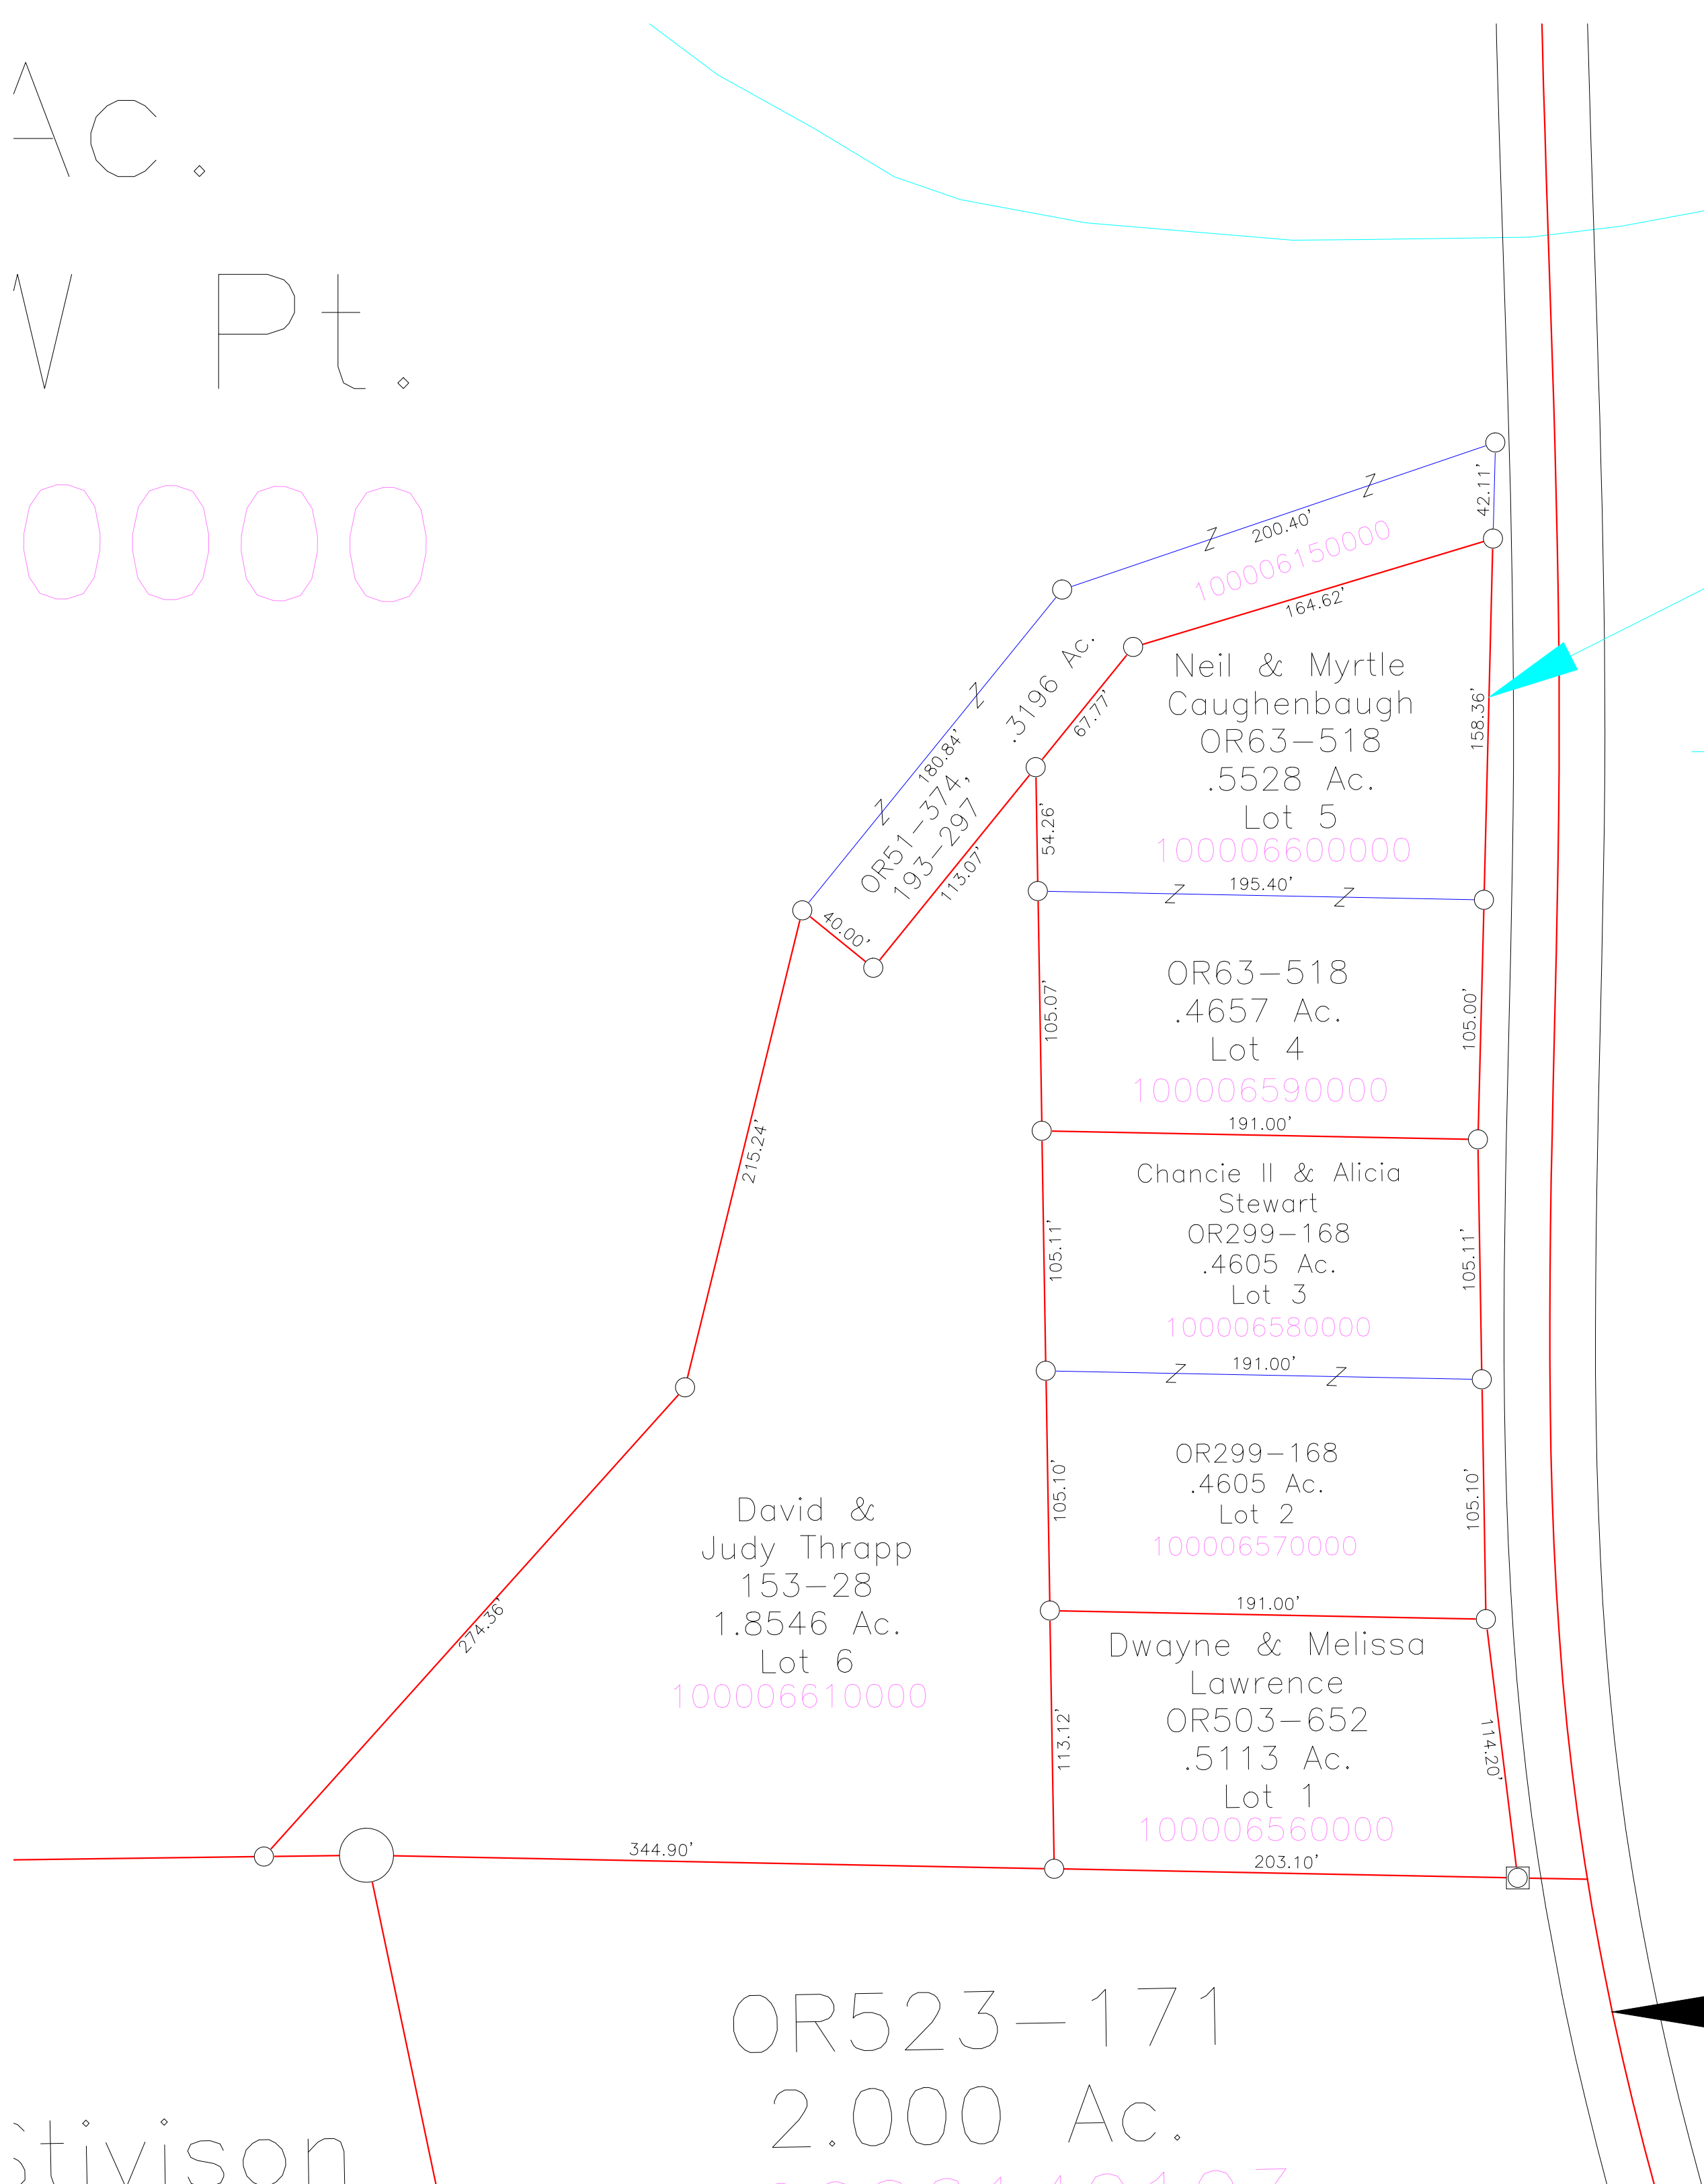 Ac.
Pt.
0000
42.11'
200.40'
100006150000
164.62'
.3196 Ac.
67.77'
180.84'
OR51-374,
193-297
113.07'
40.00'
Neil & Myrtle
Caughenbaugh
OR63-518
.5528 Ac.
Lot 5
100006600000
158.36'
54.26'
195.40'
OR63-518
.4657 Ac.
Lot 4
100006590000
105.07'
105.00'
191.00'
215.24'
Chancie II & Alicia
Stewart
OR299-168
.4605 Ac.
Lot 3
100006580000
105.11'
105.11'
191.00'
OR299-168
.4605 Ac.
Lot 2
100006570000
105.10'
105.10'
191.00'
David &
Judy Thrapp
153-28
1.8546 Ac.
Lot 6
100006610000
274.36'
Dwayne & Melissa
Lawrence
OR503-652
.5113 Ac.
Lot 1
100006560000
113.12'
114.20'
344.90'
203.10'
OR523-171
2.000 Ac.
Stivison